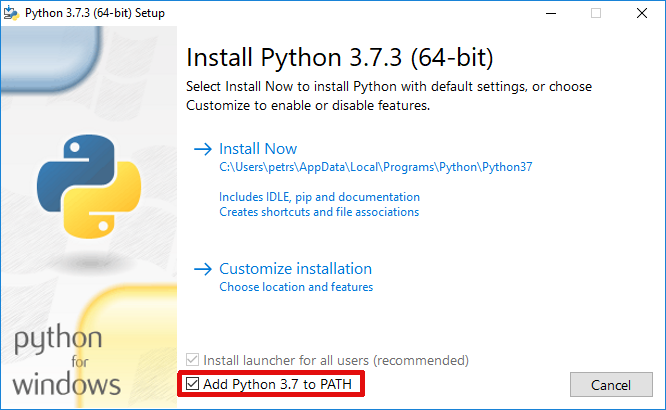 Python 3.7.3 (64-bit) Setup
Install Python 3.7.3 (64-bit)
Select Install Now to install Python with default settings, or choose
Customize to enable or disable features.
Install Now
C:\Users\petrs\AppData\Local\Programs\Python\Python37
Includes IDLE, pip and documentation
Creates shortcuts and file associations
Customize installation
Choose location and features
python
for
windows
Install launcher for all users (recommended)
Add Python 3.7 to PATH
Cancel